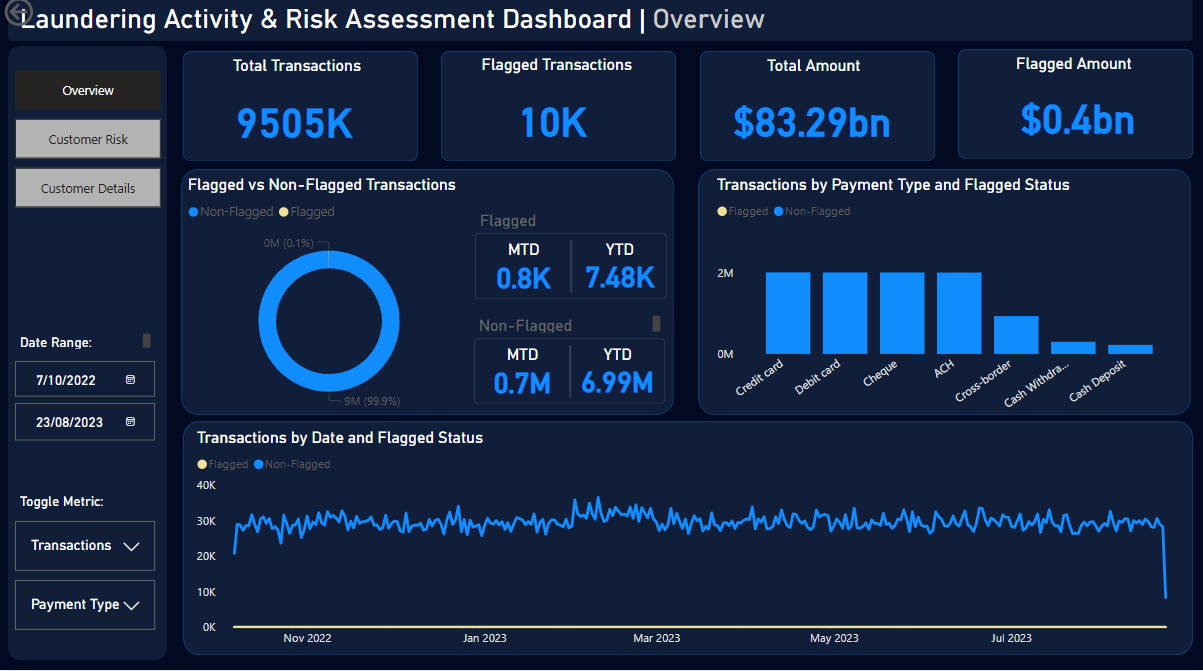 Laundering Activity & Risk Assessment Dashboard | Overview
Overview
Customer Risk
Customer Details
Date Range:
7/10/2022
23/08/2023
Toggle Metric:
Transactions
Payment Type
Total Transactions
9505K
Flagged Transactions
10K
Total Amount
$83.29bn
Flagged Amount
$0.4bn
Flagged vs Non-Flagged Transactions
Non-Flagged Flagged
0M (0.1%)
9M (99.9%)
Flagged
MTD YTD
0.8K 7.48K
Non-Flagged
MTD YTD
0.7M 6.99M
Transactions by Payment Type and Flagged Status
Flagged Non-Flagged
2M
0M
Credit card
Debit card
Cheque
ACH
Cross-border
Cash Withdra...
Cash Deposit
Transactions by Date and Flagged Status
Flagged Non-Flagged
40K
30K
20K
10K
0K
Nov 2022 Jan 2023 Mar 2023 May 2023 Jul 2023